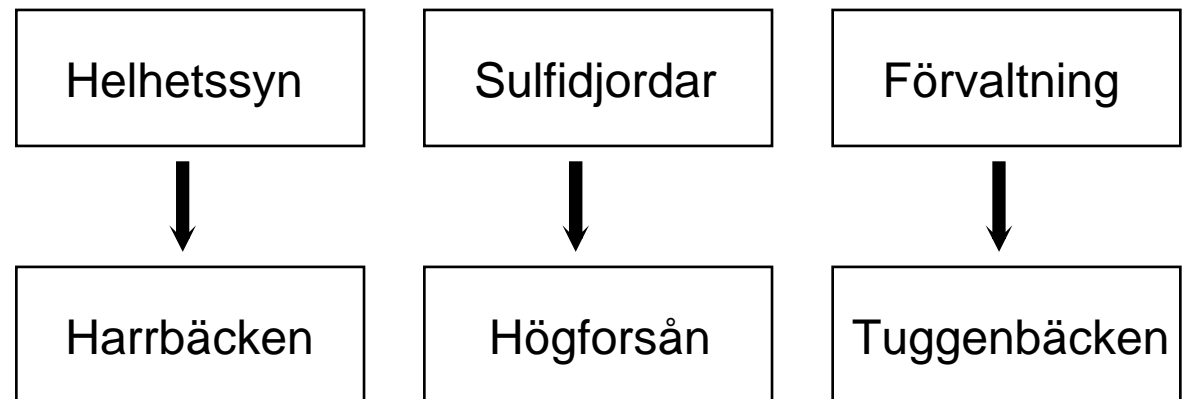 Helhetssyn
Sulfidjordar
Förvaltning
Harrbäcken
Högforsån
Tuggenbäcken